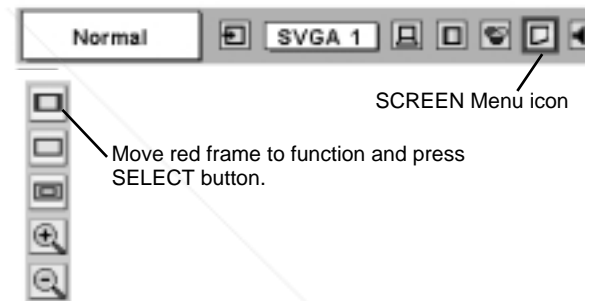 Normal
SVGA 1
SCREEN Menu icon
Move red frame to function and press
SELECT button.